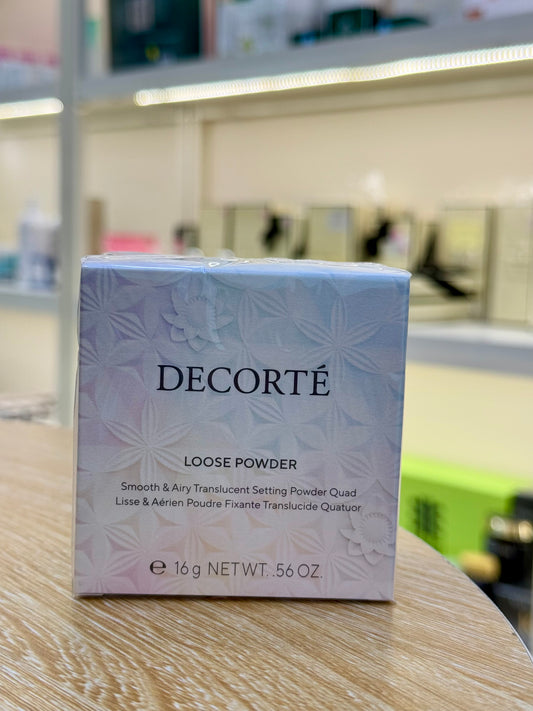 DECORTÉ
LOOSE POWDER
Smooth & Airy Translucent Setting Powder Quad
Lisse & Aérien Poudre Fixante Translucide Quatuor
℮ 16 g NET WT. .56 OZ.